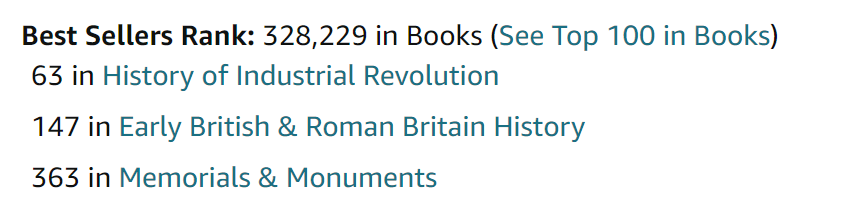 Best Sellers Rank: 328,229 in Books (See Top 100 in Books)
63 in History of Industrial Revolution
147 in Early British & Roman Britain History
363 in Memorials & Monuments